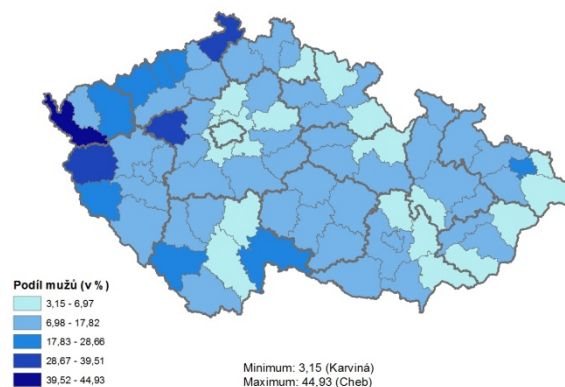 Podíl mužů (v %)
3,15 - 6,97
6,98 - 17,82
17,83 - 28,66
28,67 - 39,51
39,52 - 44,93
Minimum: 3,15 (Karviná)
Maximum: 44,93 (Cheb)